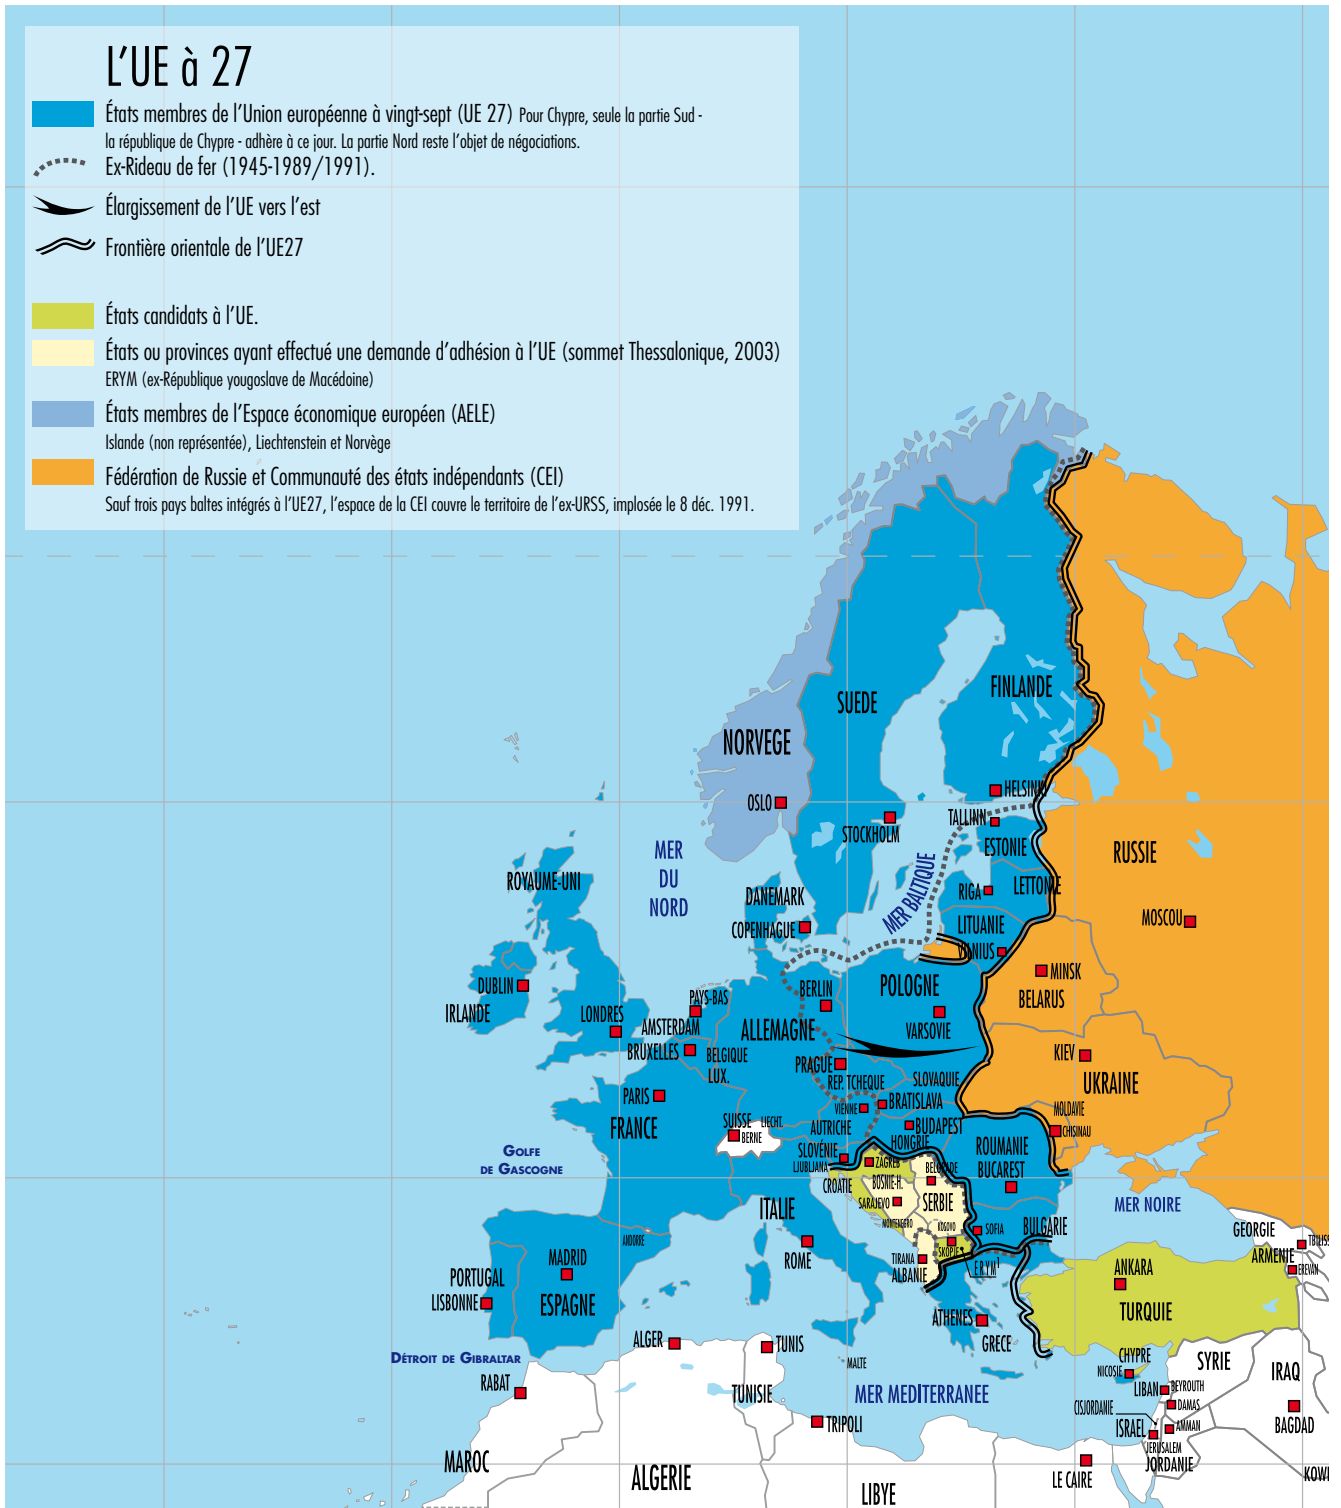 L'UE à 27
États membres de l'Union européenne à vingt-sept (UE 27) Pour Chypre, seule la partie Sud -
la république de Chypre - adhère à ce jour. La partie Nord reste l'objet de négociations.
Ex-Rideau de fer (1945-1989/1991).
Élargissement de l'UE vers l'est
Frontière orientale de l'UE27
États candidats à l'UE.
États ou provinces ayant effectué une demande d'adhésion à l'UE (sommet Thessalonique, 2003)
ERYM (ex-République yougoslave de Macédoine)
États membres de l'Espace économique européen (AELE)
Islande (non représentée), Liechtenstein et Norvège
Fédération de Russie et Communauté des états indépendants (CEI)
Sauf trois pays baltes intégrés à l'UE27, l'espace de la CEI couvre le territoire de l'ex-URSS, implosée le 8 déc. 1991.
FINLANDE
SUEDE
NORVEGE
HELSINKI
OSLO
TALLINN
STOCKHOLM
ESTONIE
MER
DU
NORD
RUSSIE
ROYAUME-UNI
MER BALTIQUE
RIGA
LETTONIE
DANEMARK
MOSCOU
LITUANIE
COPENHAGUE
VILNIUS
MINSK
DUBLIN
BERLIN
POLOGNE
PAYS-BAS
BELARUS
IRLANDE
LONDRES
AMSTERDAM
ALLEMAGNE
VARSOVIE
BRUXELLES
BELGIQUE
LUX.
KIEV
PRAGUE
REP. TCHEQUE
SLOVAQUIE
UKRAINE
PARIS
VIENNE
BRATISLAVA
MOLDAVIE
FRANCE
SUISSE
LIECHT.
BERNE
AUTRICHE
BUDAPEST
HONGRIE
CHISINAU
GOLFE
DE GASCOGNE
SLOVÉNIE
LJUBLJANA
ZAGREB
BELGRADE
ROUMANIE
BUCAREST
CROATIE
BOSNIE-H.
SARAJEVO
SERBIE
ITALIE
MONTENEGRO
KOSOVO
SOFIA
BULGARIE
MER NOIRE
GEORGIE
TBILISS
ANDORRE
ROME
SKOPJE
TIRANA
ALBANIE
ERYM1
MADRID
ARMENIE
EREVAN
ANKARA
PORTUGAL
LISBONNE
ESPAGNE
TURQUIE
ATHENES
GRECE
ALGER
TUNIS
DÉTROIT DE GIBRALTAR
MALTE
CHYPRE
NICOSIE
SYRIE
IRAQ
RABAT
TUNISIE
MER MEDITERRANEE
LIBAN
BEYROUTH
DAMAS
CISJORDANIE
TRIPOLI
ISRAEL
AMMAN
BAGDAD
JERUSALEM
JORDANIE
MAROC
ALGERIE
LIBYE
LE CAIRE
KOWE